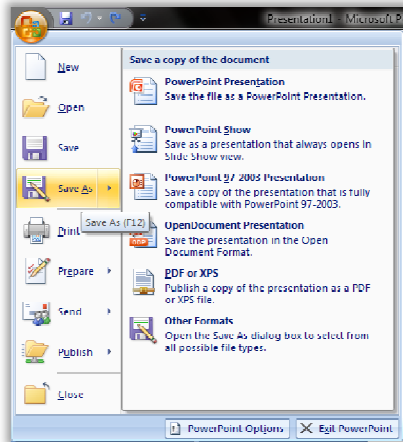 Presentation1 - Microsoft P
New
Open
Save
Save As
Save As (F12)
Print
Prepare
Send
Publish
Close
Save a copy of the document
PowerPoint Presentation
Save the file as a PowerPoint Presentation.
PowerPoint Show
Save as a presentation that always opens in
Slide Show view.
PowerPoint 97-2003 Presentation
Save a copy of the presentation that is fully
compatible with PowerPoint 97-2003.
OpenDocument Presentation
Save the presentation in the Open
Document Format.
PDF or XPS
Publish a copy of the presentation as a PDF
or XPS file.
Other Formats
Open the Save As dialog box to select from
all possible file types.
PowerPoint Options
Exit PowerPoint